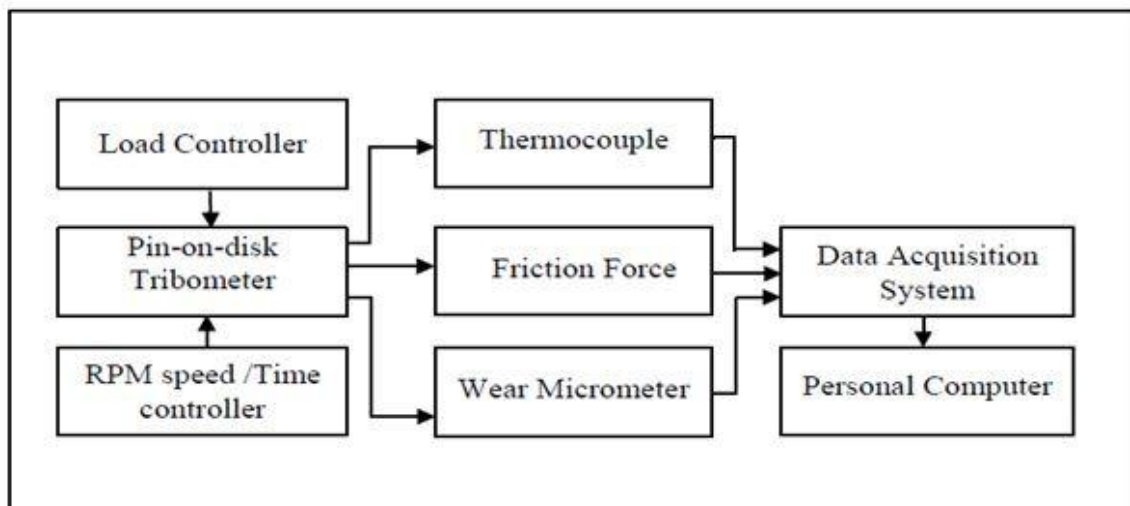 Load Controller
Thermocouple
Pin-on-disk
Tribometer
Friction Force
Data Acquisition
System
RPM speed /Time
controller
Wear Micrometer
Personal Computer